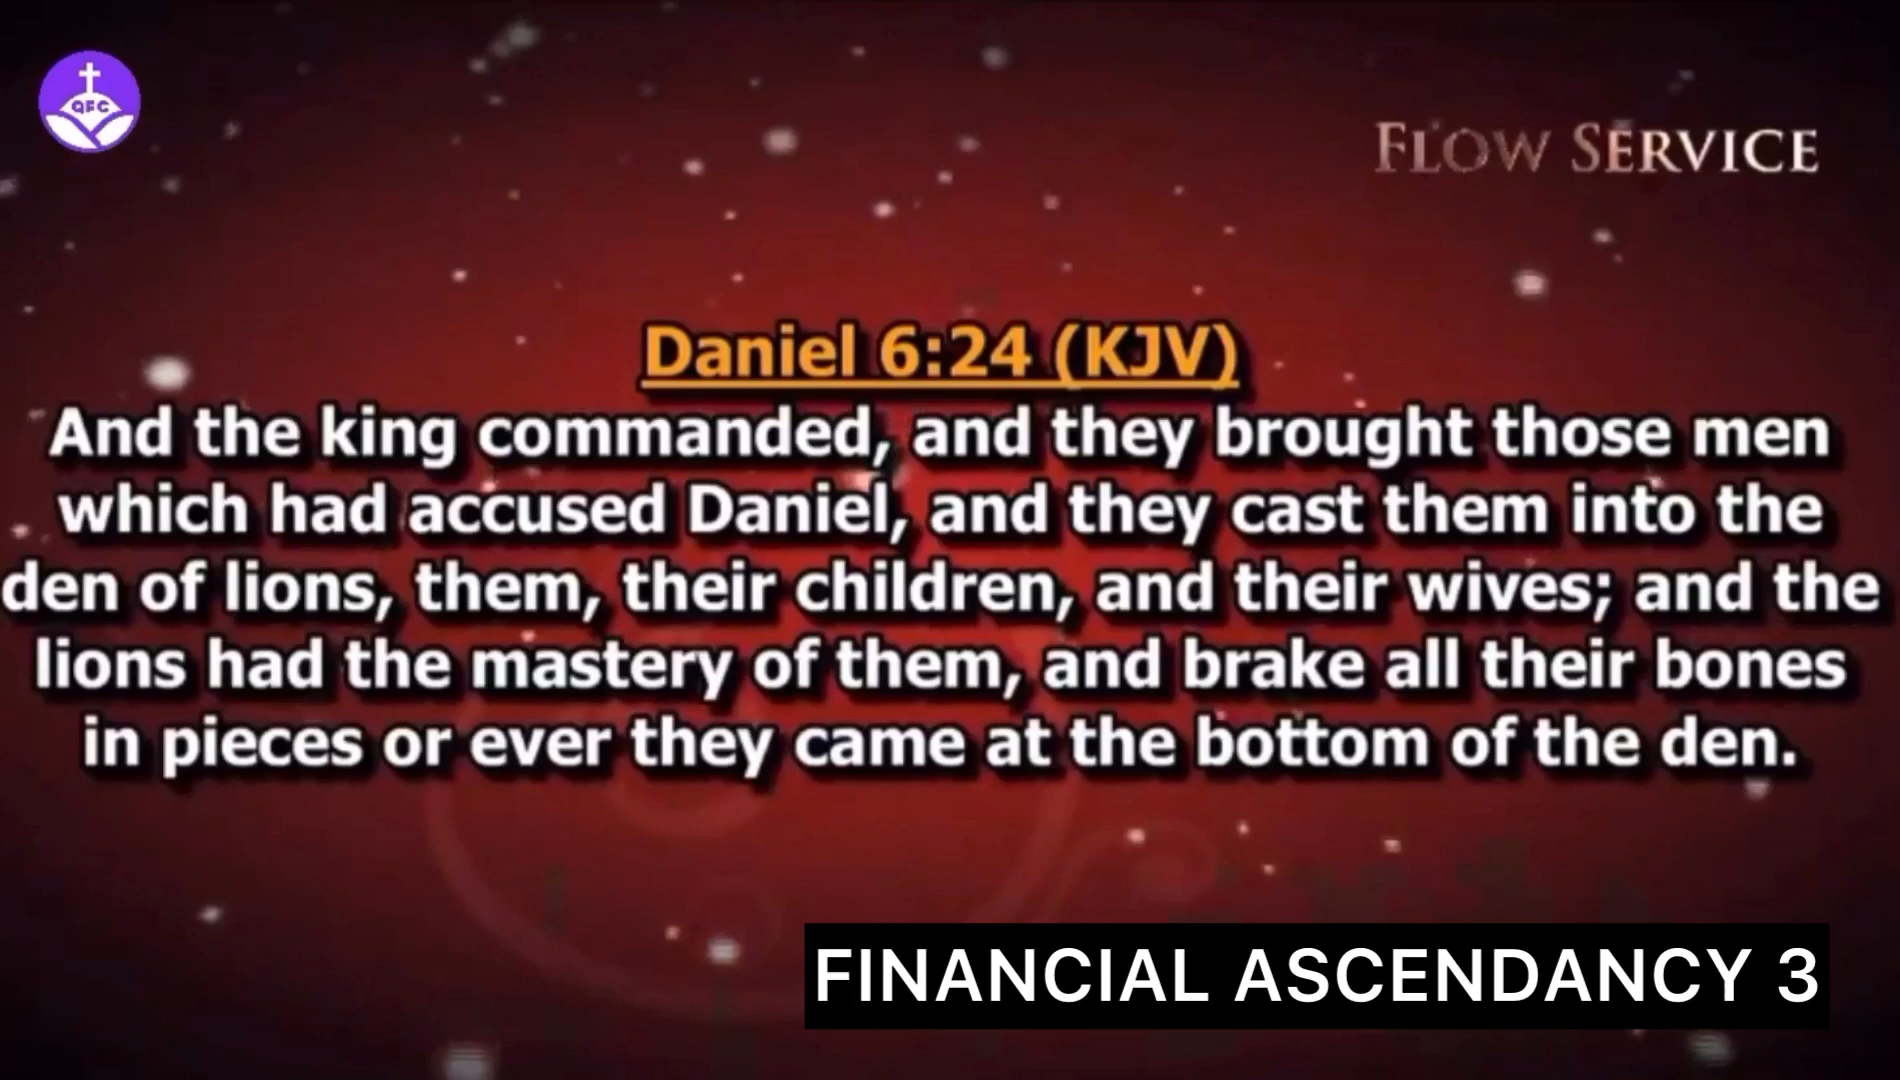 QFC
FLOW SERVICE
Daniel 6:24 (KJV)
And the king commanded, and they brought those men
which had accused Daniel, and they cast them into the
den of lions, them, their children, and their wives; and the
lions had the mastery of them, and brake all their bones
in pieces or ever they came at the bottom of the den.
FINANCIAL ASCENDANCY 3